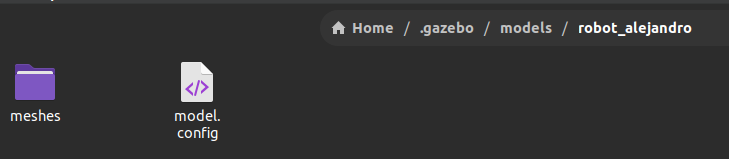 Home / .gazebo / models / robot_alejandro
meshes
model.
config